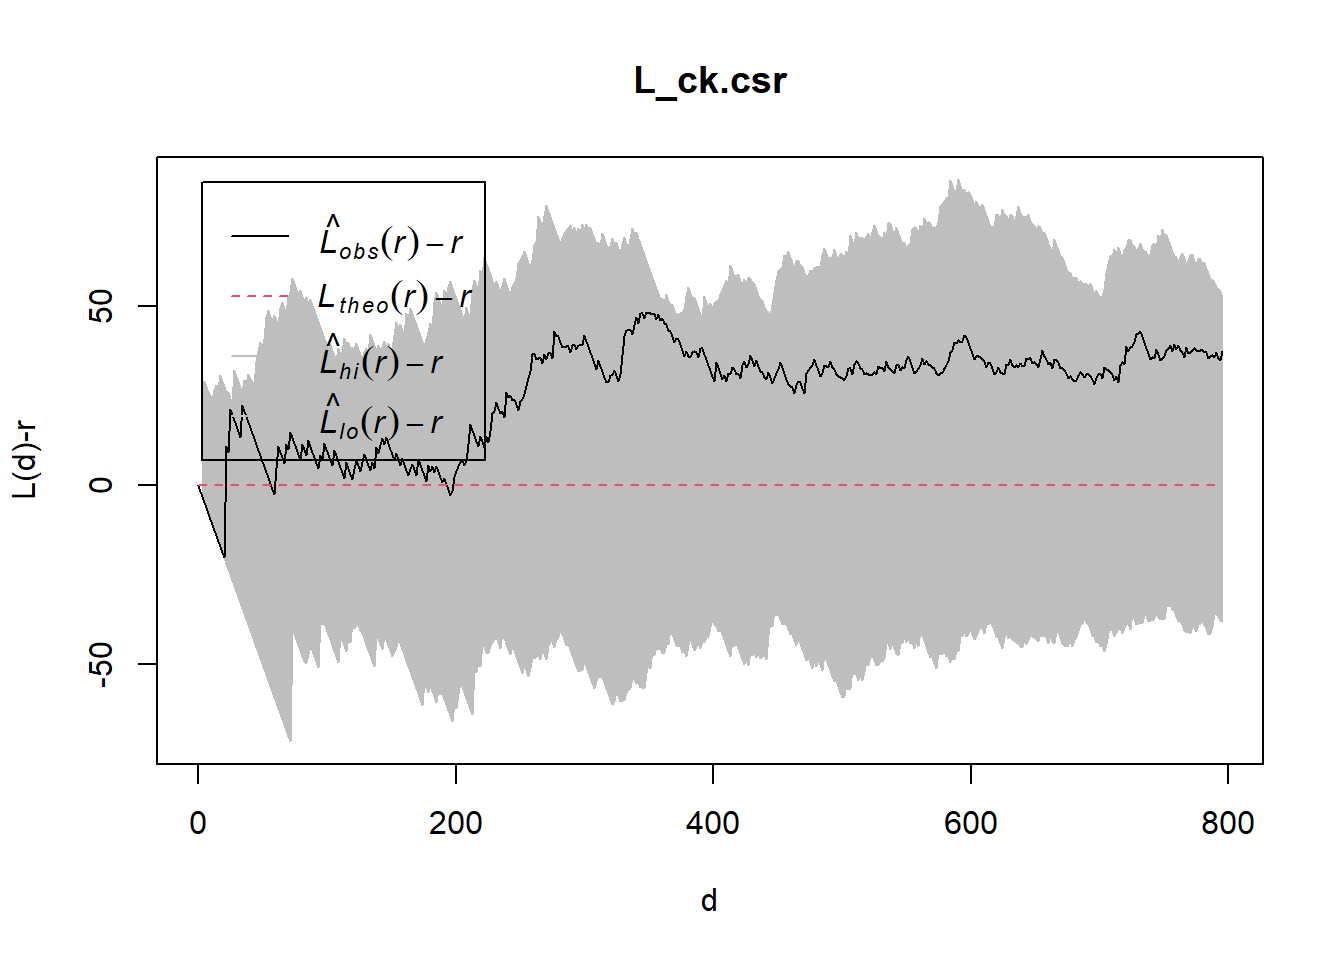 L_ck.csr
L(d)-r
50
0
-50
L̂obs(r) − r
Ltheo(r) − r
L̂hi(r) − r
L̂lo(r) − r
0 200 400 600 800
d